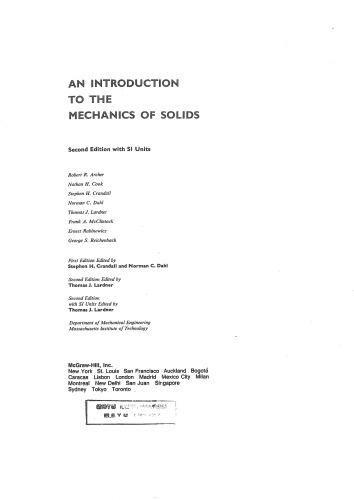 AN INTRODUCTION
TO THE
MECHANICS OF SOLIDS
Second Edition with SI Units
Robert R. Archer
Nathan H. Cook
Stephen H. Crandall
Norman C. Dahl
Thomas J. Lardner
Frank A. McClintock
Ernest Rabinowicz
George S. Reichenbach
First Edition Edited by
Stephen H. Crandall and Norman C. Dahl
Second Edition Edited by
Thomas J. Lardner
Second Edition
with SI Units Edited by
Thomas J. Lardner
Department of Mechanical Engineering
Massachusetts Institute of Technology
McGraw-Hill, Inc.
New York St. Louis San Francisco Auckland Bogotá
Caracas Lisbon London Madrid Mexico City Milan
Montreal New Delhi San Juan Singapore
Sydney Tokyo Toronto